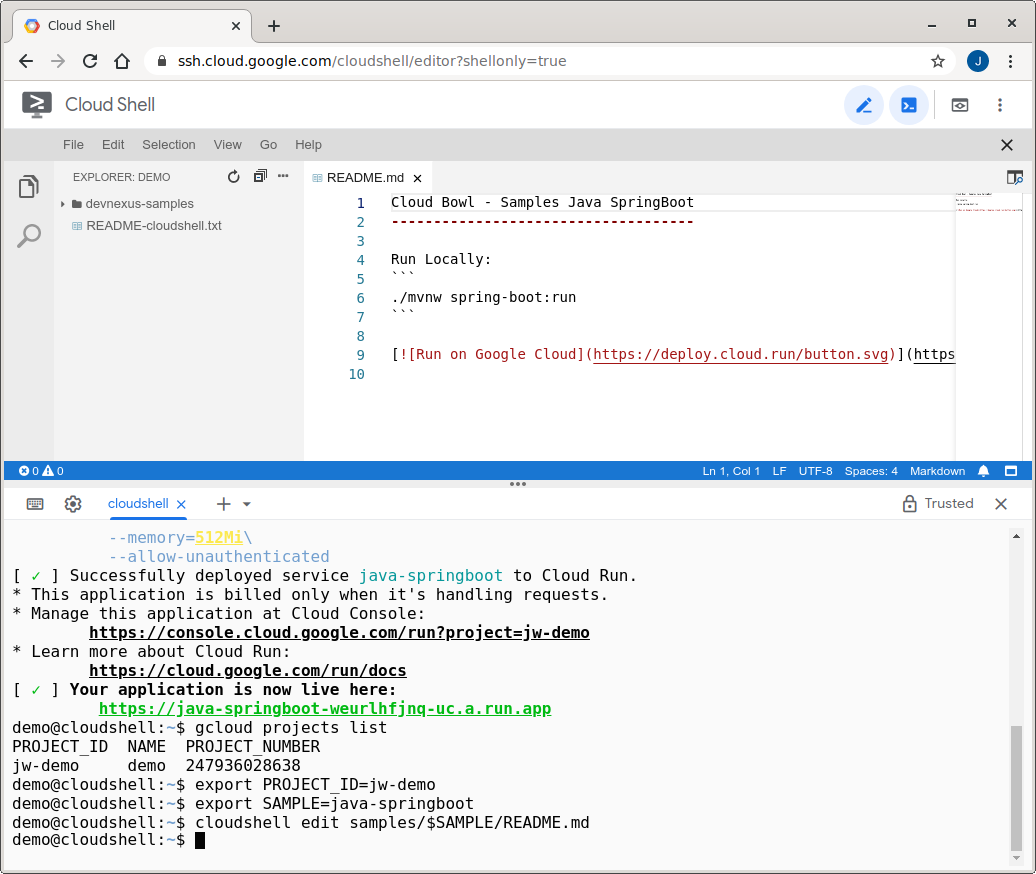 Cloud Shell
ssh.cloud.google.com/cloudshell/editor?shellonly=true
J
Cloud Shell
File Edit Selection View Go Help
EXPLORER: DEMO
devnexus-samples
README-cloudshell.txt
README.md
1 Cloud Bowl - Samples Java SpringBoot
2 ------------------------------------
3
4 Run Locally:
5 ```
6 ./mvnw spring-boot:run
7 ```
8
9 [![Run on Google Cloud](https://deploy.cloud.run/button.svg)](https
10
0 0 Ln 1, Col 1 LF UTF-8 Spaces: 4 Markdown
cloudshell Trusted
--memory=512Mi\
--allow-unauthenticated
[ ✓ ] Successfully deployed service java-springboot to Cloud Run.
* This application is billed only when it's handling requests.
* Manage this application at Cloud Console:
https://console.cloud.google.com/run?project=jw-demo
* Learn more about Cloud Run:
https://cloud.google.com/run/docs
[ ✓ ] Your application is now live here:
https://java-springboot-weurlhfjnq-uc.a.run.app
demo@cloudshell:~$ gcloud projects list
PROJECT_ID NAME PROJECT_NUMBER
jw-demo demo 247936028638
demo@cloudshell:~$ export PROJECT_ID=jw-demo
demo@cloudshell:~$ export SAMPLE=java-springboot
demo@cloudshell:~$ cloudshell edit samples/$SAMPLE/README.md
demo@cloudshell:~$